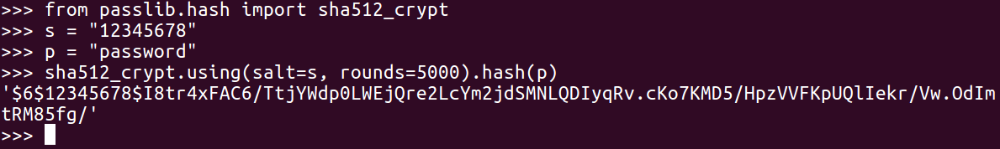 >>> from passlib.hash import sha512_crypt
>>> s = "12345678"
>>> p = "password"
>>> sha512_crypt.using(salt=s, rounds=5000).hash(p)
'$6$12345678$I8tr4xFAC6/TtjYWdp0LWEjQre2LcYm2jdSMNLQDIyqRv.cKo7KMD5/HpzVVFKpUQlIekr/Vw.OdIm
tRM85fg/'
>>>